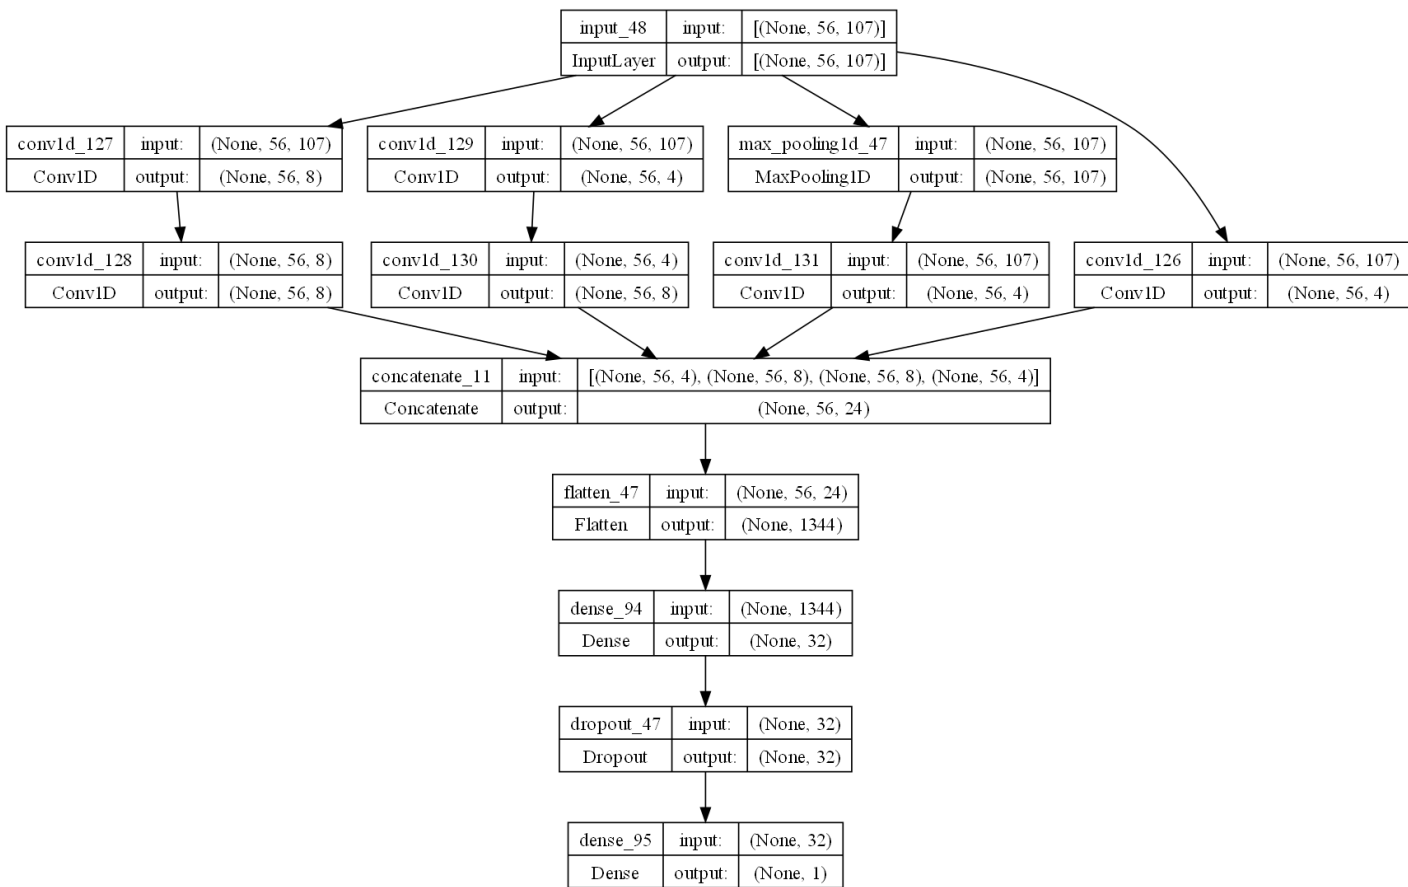 input_48 input: [(None, 56, 107)]
InputLayer output: [(None, 56, 107)]
conv1d_127 input: (None, 56, 107)
Conv1D output: (None, 56, 8)
conv1d_129 input: (None, 56, 107)
Conv1D output: (None, 56, 4)
max_pooling1d_47 input: (None, 56, 107)
MaxPooling1D output: (None, 56, 107)
conv1d_128 input: (None, 56, 8)
Conv1D output: (None, 56, 8)
conv1d_130 input: (None, 56, 4)
Conv1D output: (None, 56, 8)
conv1d_131 input: (None, 56, 107)
Conv1D output: (None, 56, 4)
conv1d_126 input: (None, 56, 107)
Conv1D output: (None, 56, 4)
concatenate_11 input: [(None, 56, 4), (None, 56, 8), (None, 56, 8), (None, 56, 4)]
Concatenate output: (None, 56, 24)
flatten_47 input: (None, 56, 24)
Flatten output: (None, 1344)
dense_94 input: (None, 1344)
Dense output: (None, 32)
dropout_47 input: (None, 32)
Dropout output: (None, 32)
dense_95 input: (None, 32)
Dense output: (None, 1)